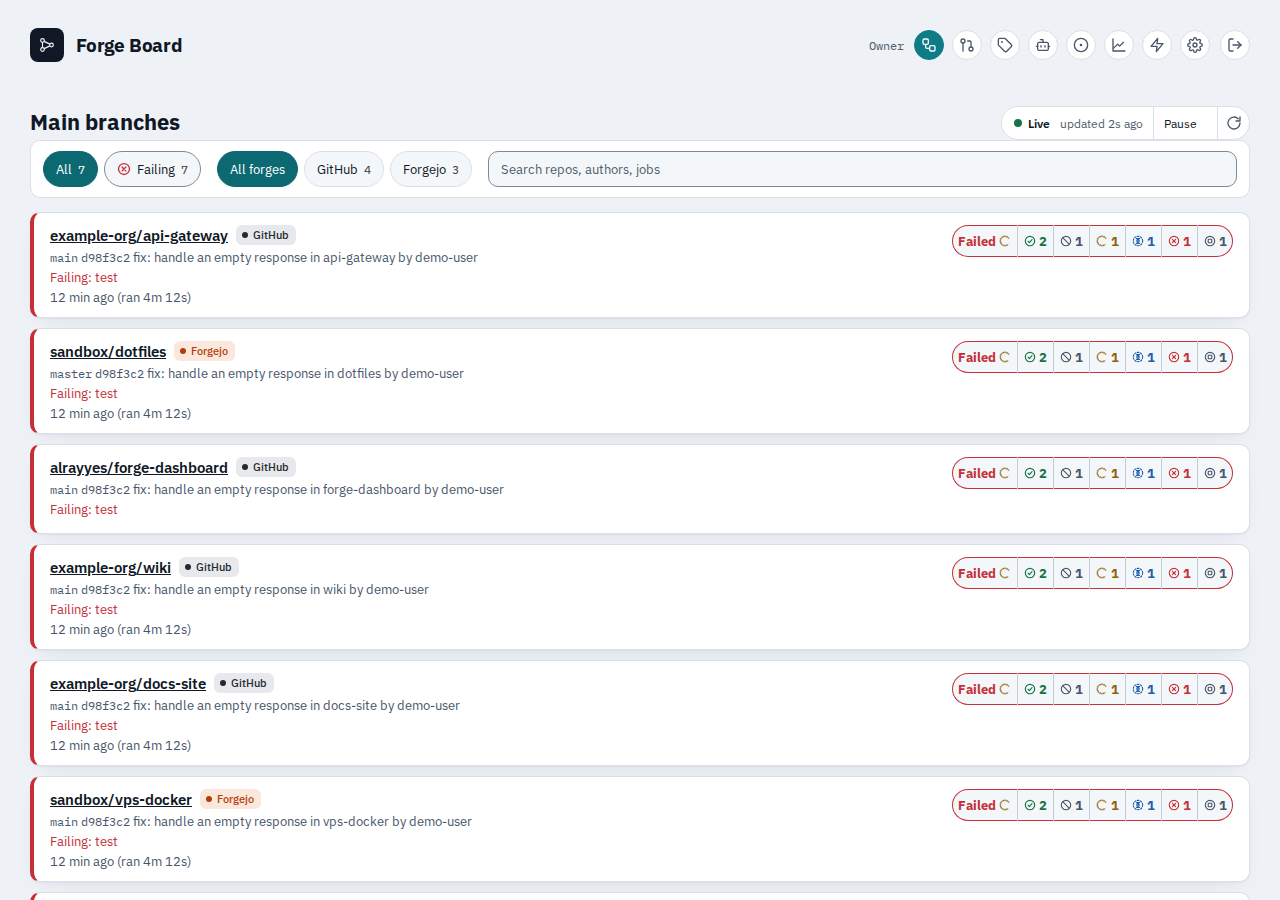 Forge Board
Owner
Main branches
Live updated 2s ago Pause
All 7 Failing 7 All forges GitHub 4 Forgejo 3 Search repos, authors, jobs
example-org/api-gateway GitHub
Failed 2 1 1 1 1 1
main d98f3c2 fix: handle an empty response in api-gateway by demo-user
Failing: test
12 min ago (ran 4m 12s)
sandbox/dotfiles Forgejo
Failed 2 1 1 1 1 1
master d98f3c2 fix: handle an empty response in dotfiles by demo-user
Failing: test
12 min ago (ran 4m 12s)
alrayyes/forge-dashboard GitHub
Failed 2 1 1 1 1 1
main d98f3c2 fix: handle an empty response in forge-dashboard by demo-user
Failing: test
example-org/wiki GitHub
Failed 2 1 1 1 1 1
main d98f3c2 fix: handle an empty response in wiki by demo-user
Failing: test
12 min ago (ran 4m 12s)
example-org/docs-site GitHub
Failed 2 1 1 1 1 1
main d98f3c2 fix: handle an empty response in docs-site by demo-user
Failing: test
12 min ago (ran 4m 12s)
sandbox/vps-docker Forgejo
Failed 2 1 1 1 1 1
main d98f3c2 fix: handle an empty response in vps-docker by demo-user
Failing: test
12 min ago (ran 4m 12s)